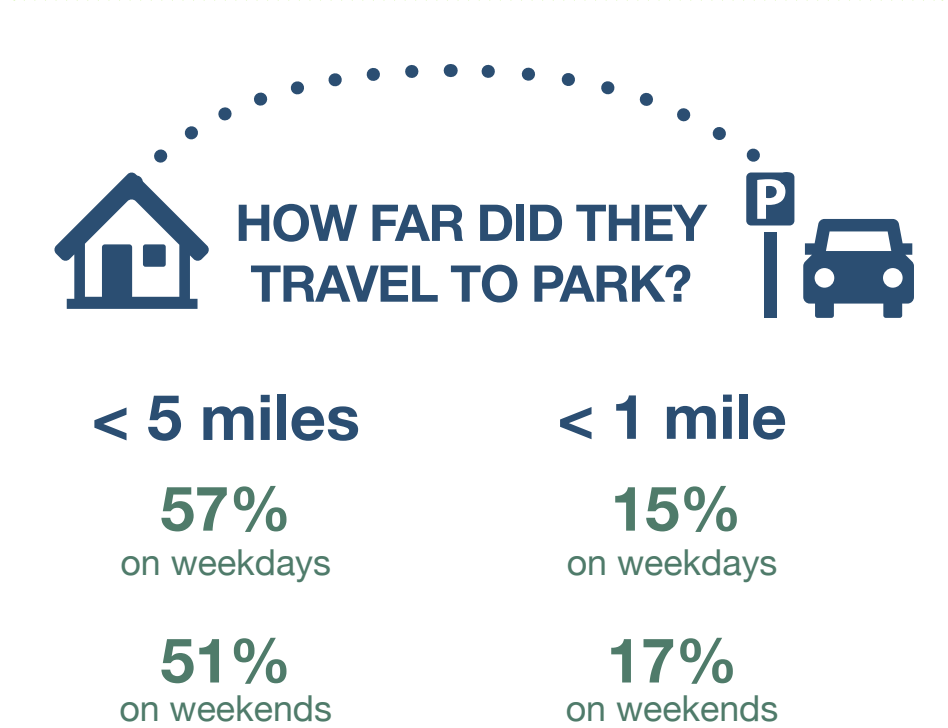 P
HOW FAR DID THEY
TRAVEL TO PARK?
< 5 miles
57%
on weekdays
51%
on weekends
< 1 mile
15%
on weekdays
17%
on weekends